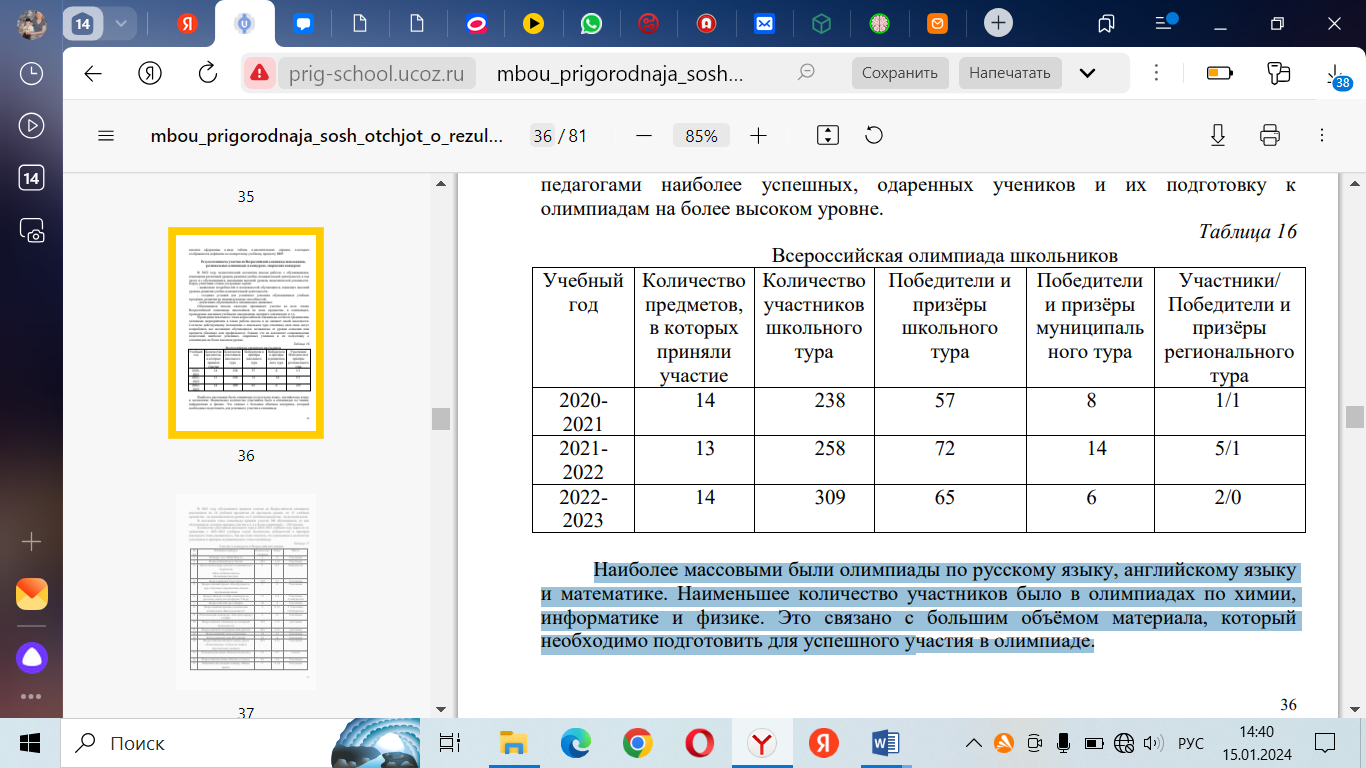 14
prig-school.ucoz.ru
mbou_prigorodnaja_sosh...
Сохранить
Напечатать
38
mbou_prigorodnaja_sosh_otchjot_o_rezul...
36 / 81
85%
14
35
36
37
педагогами наиболее успешных, одаренных учеников и их подготовку к
олимпиадам на более высоком уровне.
Таблица 16
Всероссийская олимпиада школьников
Учебный год Количество предметов, в которых приняли участие Количество участников школьного тура Победители и призёры школьного тура Победители и призёры муниципаль ного тура Участники/ Победители и призёры регионального тура
2020-2021 14 238 57 8 1/1
2021-2022 13 258 72 14 5/1
2022-2023 14 309 65 6 2/0
Наиболее массовыми были олимпиады по русскому языку, английскому языку
и математике. Наименьшее количество участников было в олимпиадах по химии,
информатике и физике. Это связано с большим объёмом материала, который
необходимо подготовить для успешного участия в олимпиаде.
36
Поиск
РУС
14:40
15.01.2024